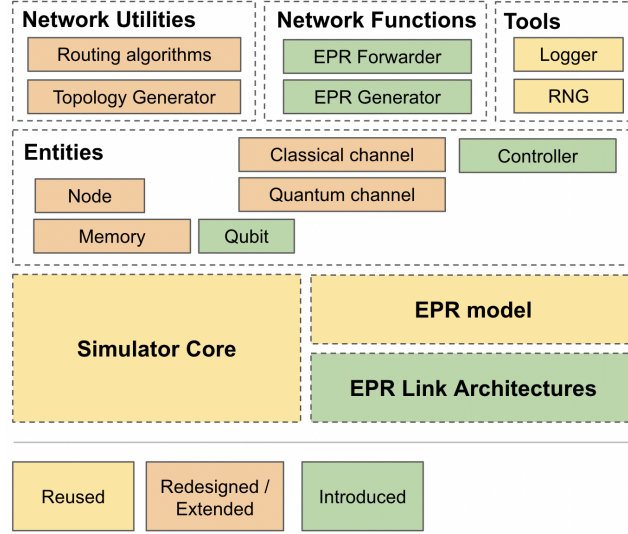 Network Utilities
Routing algorithms
Topology Generator
Network Functions
EPR Forwarder
EPR Generator
Tools
Logger
RNG
Entities
Classical channel
Controller
Node
Quantum channel
Memory
Qubit
Simulator Core
EPR model
EPR Link Architectures
Reused
Redesigned /
Extended
Introduced